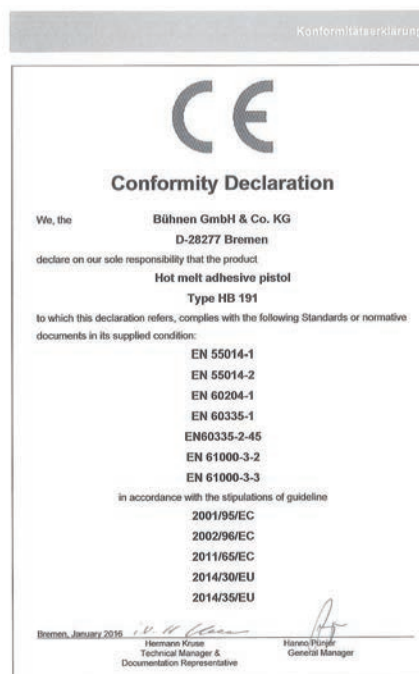 Konformitätserklärung
CE
Conformity Declaration
We, the Bühnen GmbH & Co. KG
D-28277 Bremen
declare on our sole responsibility that the product
Hot melt adhesive pistol
Type HB 191
to which this declaration refers, complies with the following Standards or normative
documents in its supplied condition:
EN 55014-1
EN 55014-2
EN 60204-1
EN 60335-1
EN60335-2-45
EN 61000-3-2
EN 61000-3-3
in accordance with the stipulations of guideline
2001/95/EC
2002/96/EC
2011/65/EC
2014/30/EU
2014/35/EU
Bremen, January 2016
Hermann Kruse Hanno Pünjer
Technical Manager & General Manager
Documentation Representative